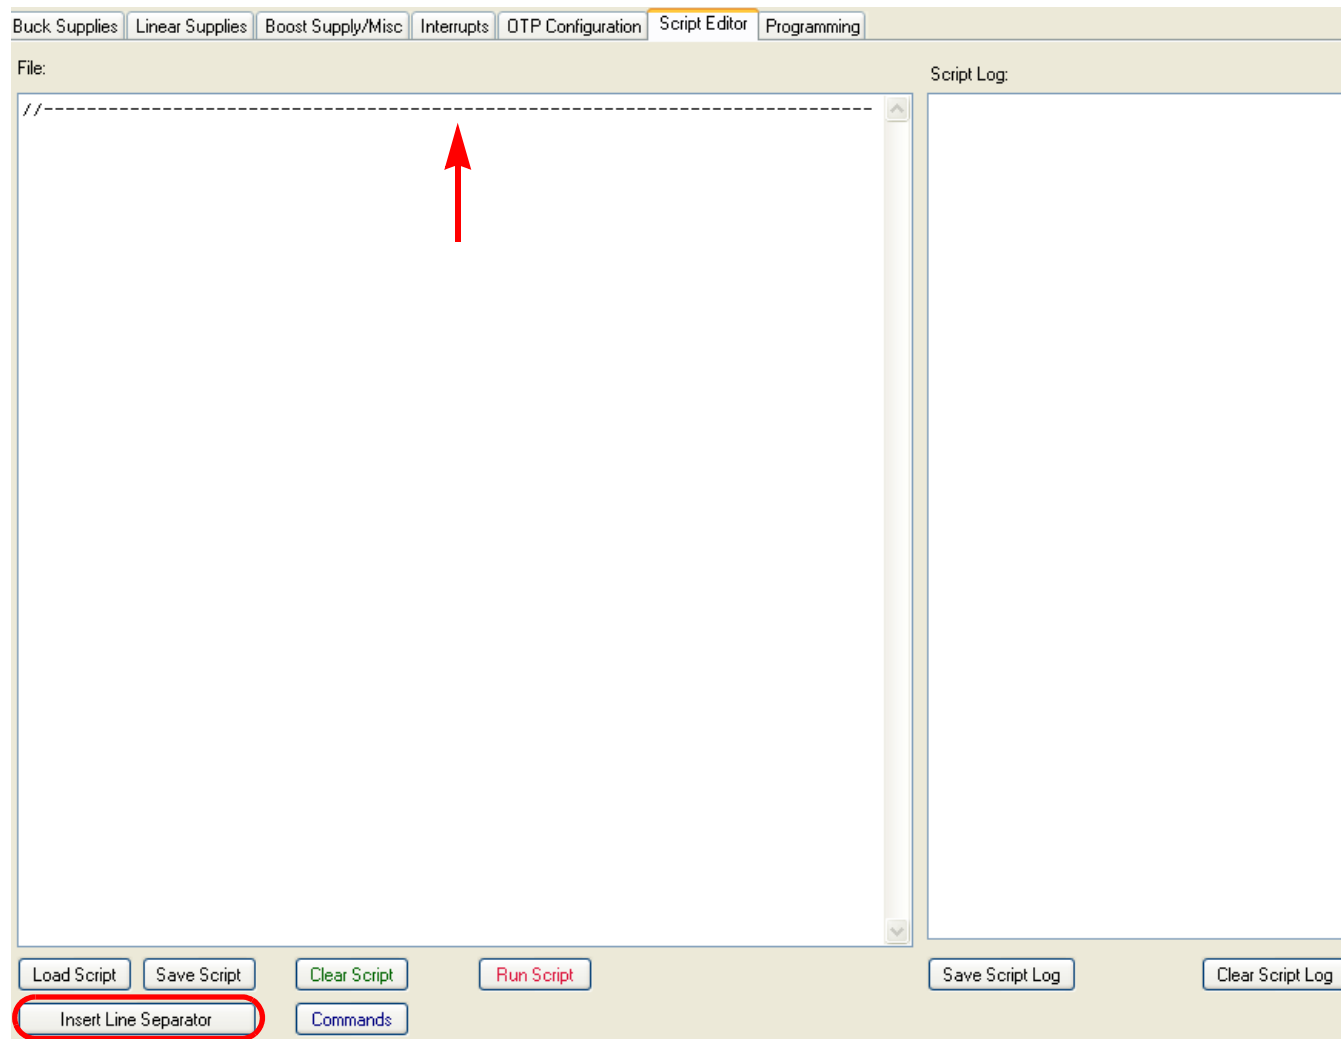 Buck Supplies Linear Supplies Boost Supply/Misc Interrupts OTP Configuration Script Editor Programming
File:
Script Log:
//-----------------------------------------------------------------------------
Load Script Save Script Clear Script Run Script Save Script Log Clear Script Log
Insert Line Separator Commands